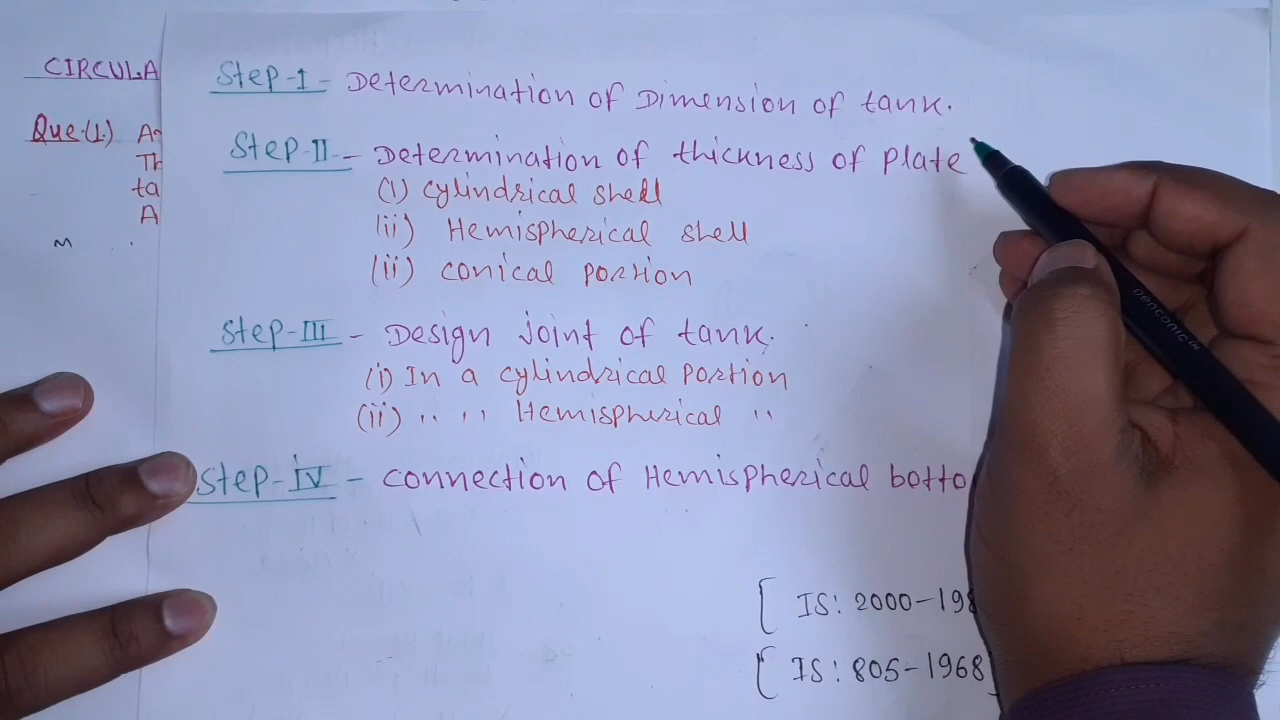 CIRCULA
Que.(1.) A
Th
ta
A
Step-I - Determination of Dimension of tank.
Step-II - Determination of thickness of Plate
(i) cylindrical shell
(ii) Hemispherical shell
(ii) conical portion
Step-III - Design joint of tank.
(i) In a cylindrical portion
(ii) " " Hemispherical "
Step-IV - Connection of Hemispherical botto
[ IS: 2000-19
[ IS: 805-1968]